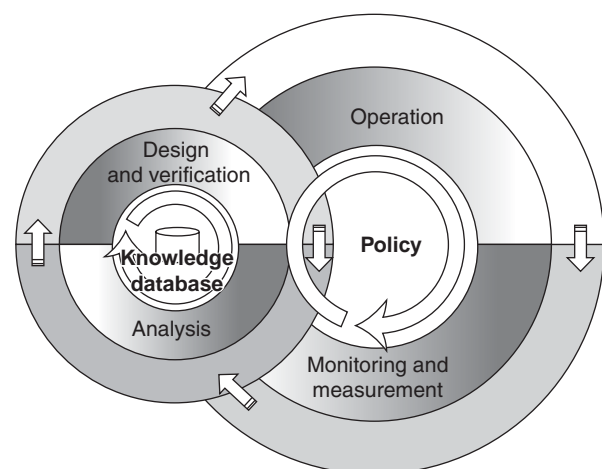 Operation
Design
and verification
Policy
Knowledge
database
Analysis
Monitoring and
measurement